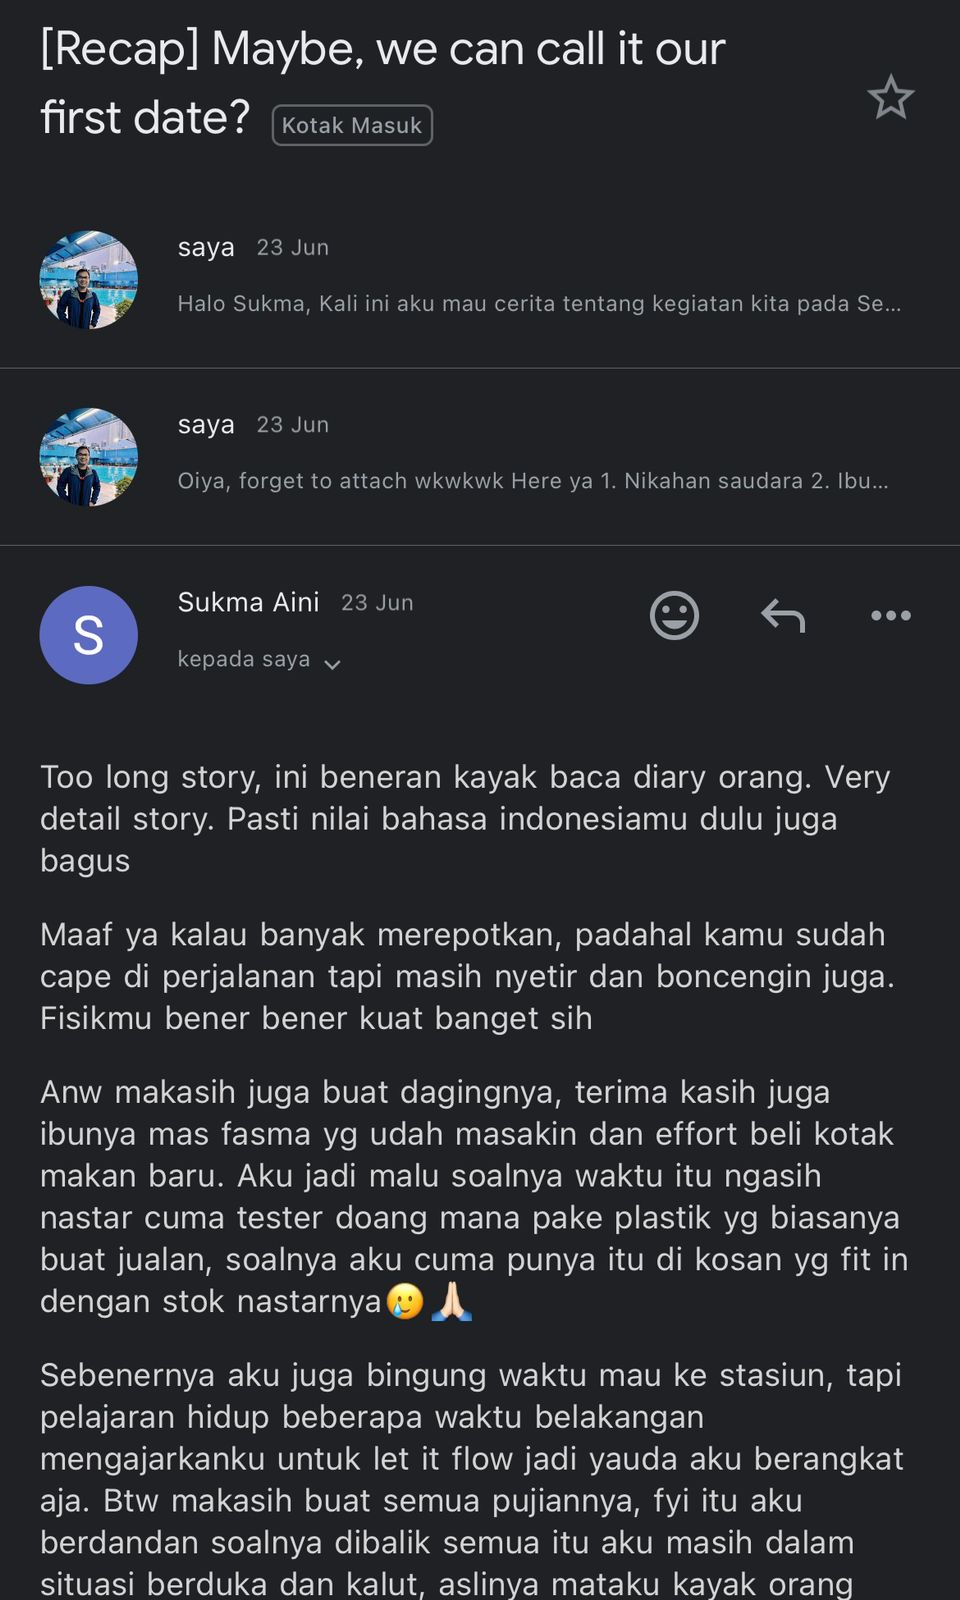 [Recap] Maybe, we can call it our
first date? Kotak Masuk
saya 23 Jun
Halo Sukma, Kali ini aku mau cerita tentang kegiatan kita pada Se...
saya 23 Jun
Oiya, forget to attach wkwkwk Here ya 1. Nikahan saudara 2. Ibu...
S
Sukma Aini 23 Jun
kepada saya
Too long story, ini beneran kayak baca diary orang. Very
detail story. Pasti nilai bahasa indonesiamu dulu juga
bagus
Maaf ya kalau banyak merepotkan, padahal kamu sudah
cape di perjalanan tapi masih nyetir dan boncengin juga.
Fisikmu bener bener kuat banget sih
Anw makasih juga buat dagingnya, terima kasih juga
ibunya mas fasma yg udah masakin dan effort beli kotak
makan baru. Aku jadi malu soalnya waktu itu ngasih
nastar cuma tester doang mana pake plastik yg biasanya
buat jualan, soalnya aku cuma punya itu di kosan yg fit in
dengan stok nastarnya🥲🙏🏻
Sebenernya aku juga bingung waktu mau ke stasiun, tapi
pelajaran hidup beberapa waktu belakangan
mengajarkanku untuk let it flow jadi yauda aku berangkat
aja. Btw makasih buat semua pujiannya, fyi itu aku
berdandan soalnya dibalik semua itu aku masih dalam
situasi berduka dan kalut, aslinya mataku kayak orang